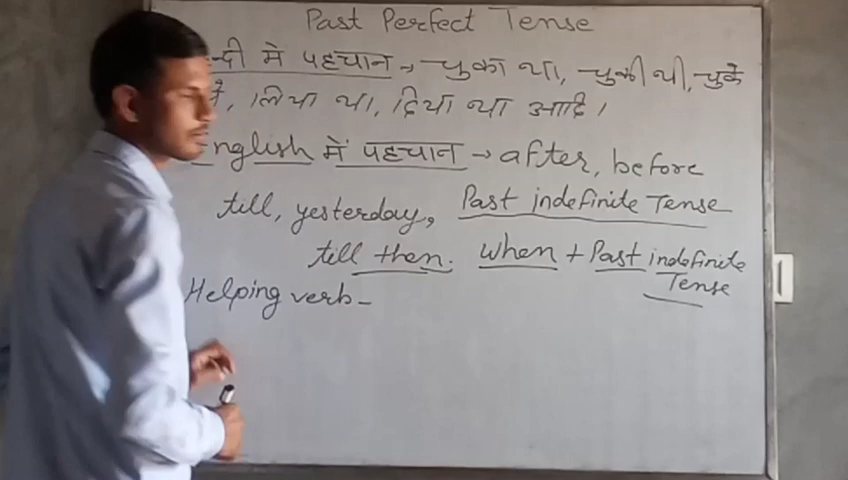 Past Perfect Tense
न्दी मे पहचान → चुका था, चुकी थी, चुके
थे, लिया था, दिया था आदि।
English में पहचान → after, before
till, yesterday, Past indefinite Tense
till then. when + Past indefinite
Tense
Helping verb -